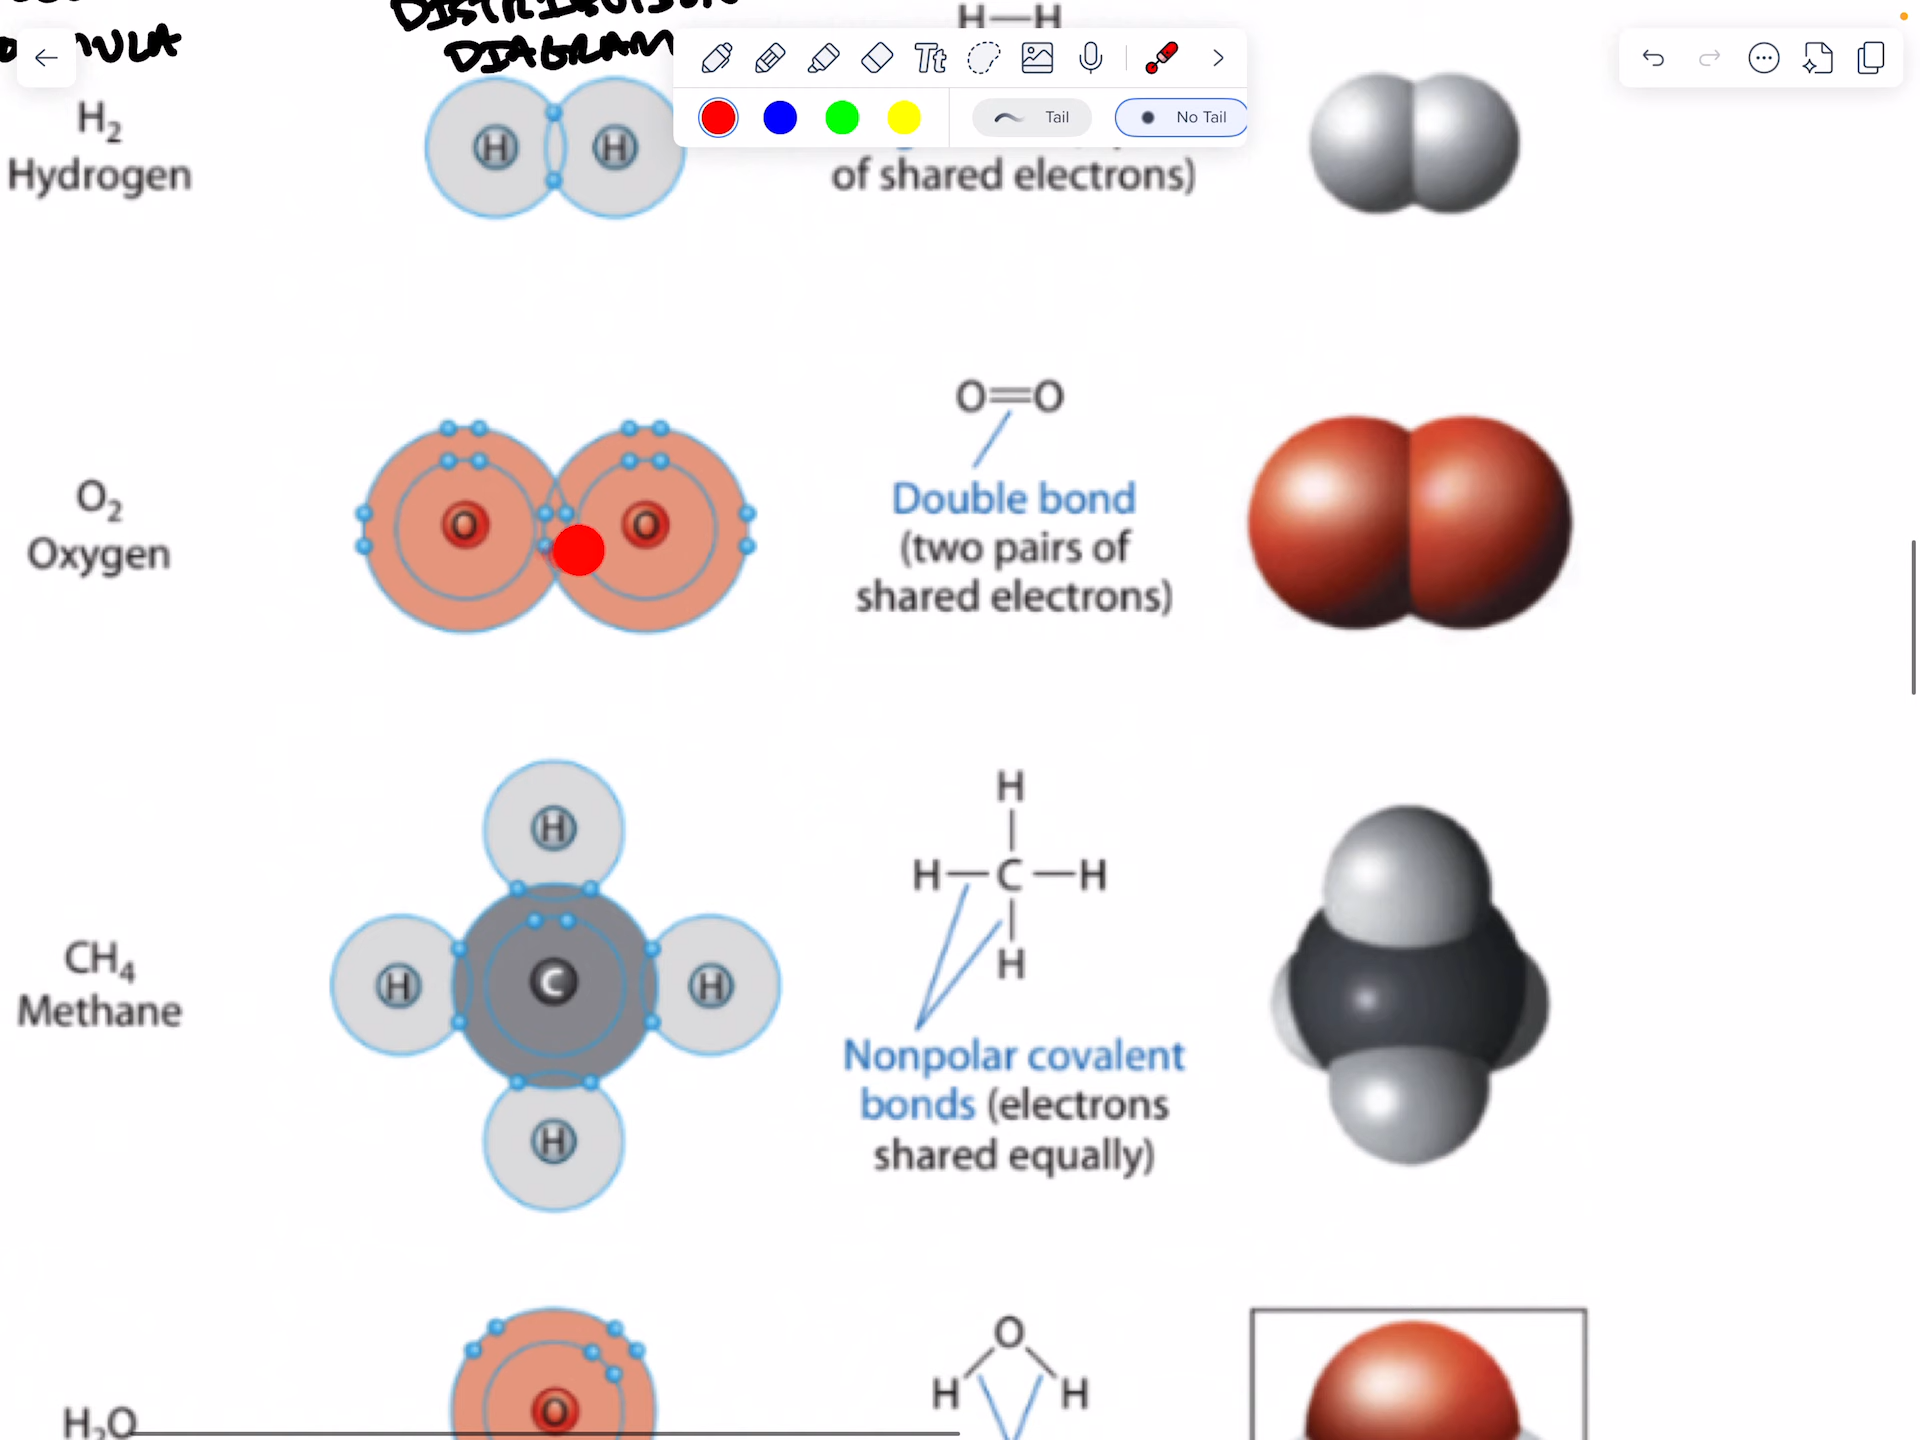 DIAGRAM
H—H
Tt
Tail
No Tail
H₂
Hydrogen
H H
of shared electrons)
O₂
Oxygen
O O
O=O
Double bond
(two pairs of
shared electrons)
CH₄
Methane
H
H C H
H
H
H—C—H
H
Nonpolar covalent
bonds (electrons
shared equally)
H₂O
O
O
H H